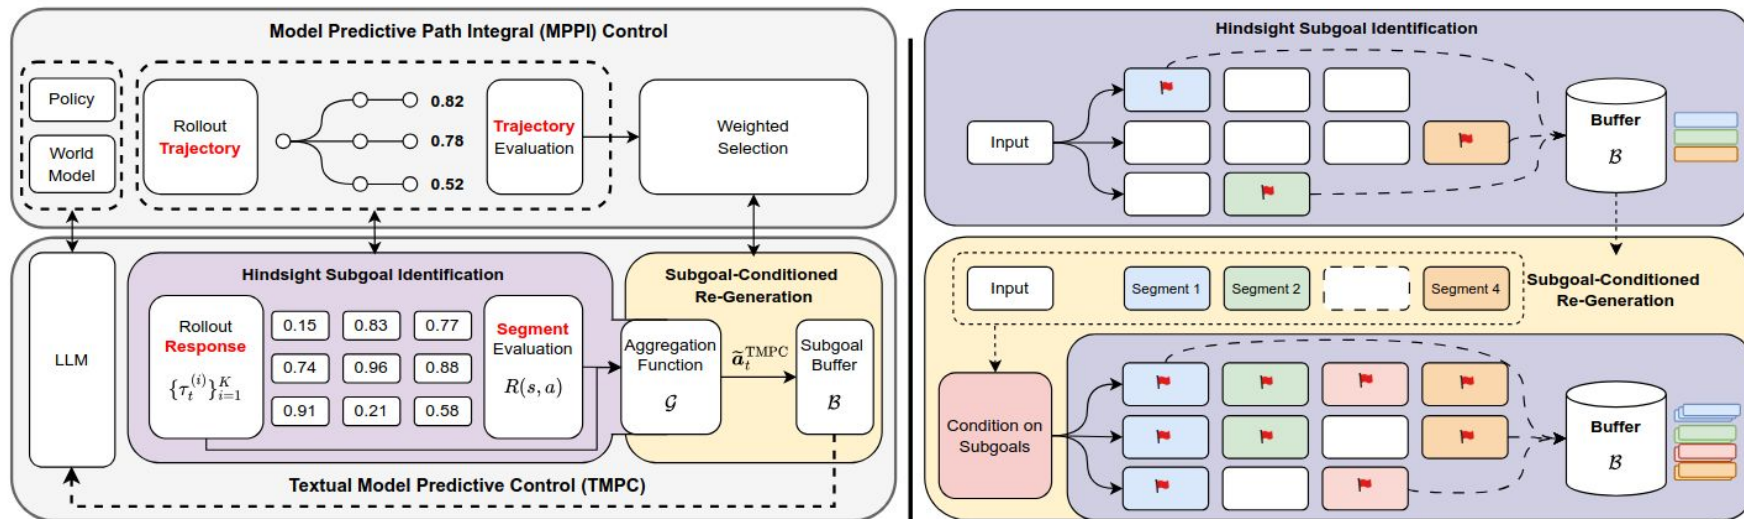 Model Predictive Path Integral (MPPI) Control
Policy
World
Model
Rollout
Trajectory
0.82
0.78
0.52
Trajectory
Evaluation
Weighted
Selection
LLM
Hindsight Subgoal Identification
Rollout
Response
{τ_t^{(i)}}_{i=1}^K
0.15 0.83 0.77
0.74 0.96 0.88
0.91 0.21 0.58
Segment
Evaluation
R(s, a)
Subgoal-Conditioned
Re-Generation
Aggregation
Function
𝒢
ã_t^{TMPC}
Subgoal
Buffer
ℬ
Textual Model Predictive Control (TMPC)
Hindsight Subgoal Identification
Input
Buffer
ℬ
Input
Segment 1
Segment 2
Segment 4
Subgoal-Conditioned
Re-Generation
Condition on
Subgoals
Buffer
ℬ